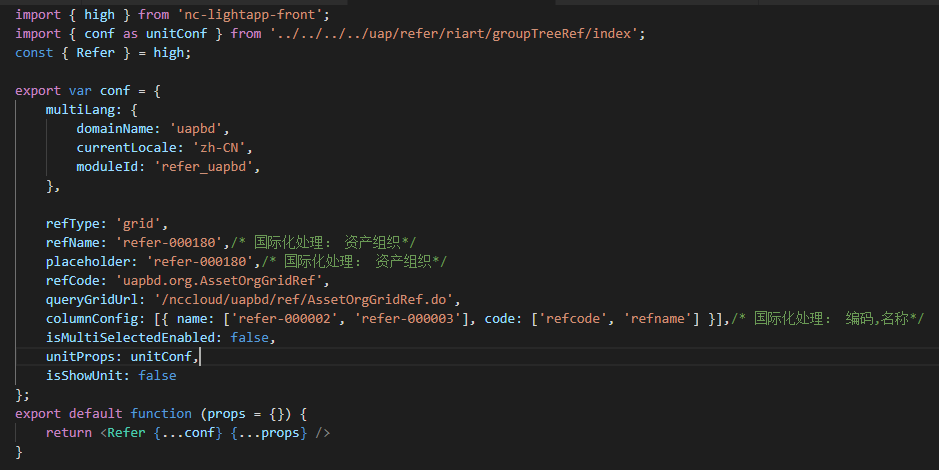 import { high } from 'nc-lightapp-front';
import { conf as unitConf } from '../../../../uap/refer/riart/groupTreeRef/index';
const { Refer } = high;
export var conf = {
multiLang: {
domainName: 'uapbd',
currentLocale: 'zh-CN',
moduleId: 'refer_uapbd',
},
refType: 'grid',
refName: 'refer-000180',/* 国际化处理： 资产组织*/
placeholder: 'refer-000180',/* 国际化处理： 资产组织*/
refCode: 'uapbd.org.AssetOrgGridRef',
queryGridUrl: '/nccloud/uapbd/ref/AssetOrgGridRef.do',
columnConfig: [{ name: ['refer-000002', 'refer-000003'], code: ['refcode', 'refname'] }],/* 国际化处理： 编码,名称*/
isMultiSelectedEnabled: false,
unitProps: unitConf,
isShowUnit: false
};
export default function (props = {}) {
return <Refer {...conf} {...props} />
}